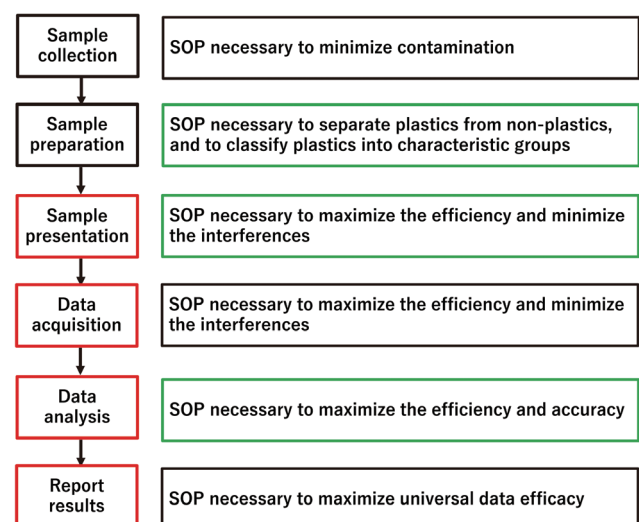 Sample
collection
SOP necessary to minimize contamination
Sample
preparation
SOP necessary to separate plastics from non-plastics,
and to classify plastics into characteristic groups
Sample
presentation
SOP necessary to maximize the efficiency and minimize
the interferences
Data
acquisition
SOP necessary to maximize the efficiency and minimize
the interferences
Data
analysis
SOP necessary to maximize the efficiency and accuracy
Report
results
SOP necessary to maximize universal data efficacy